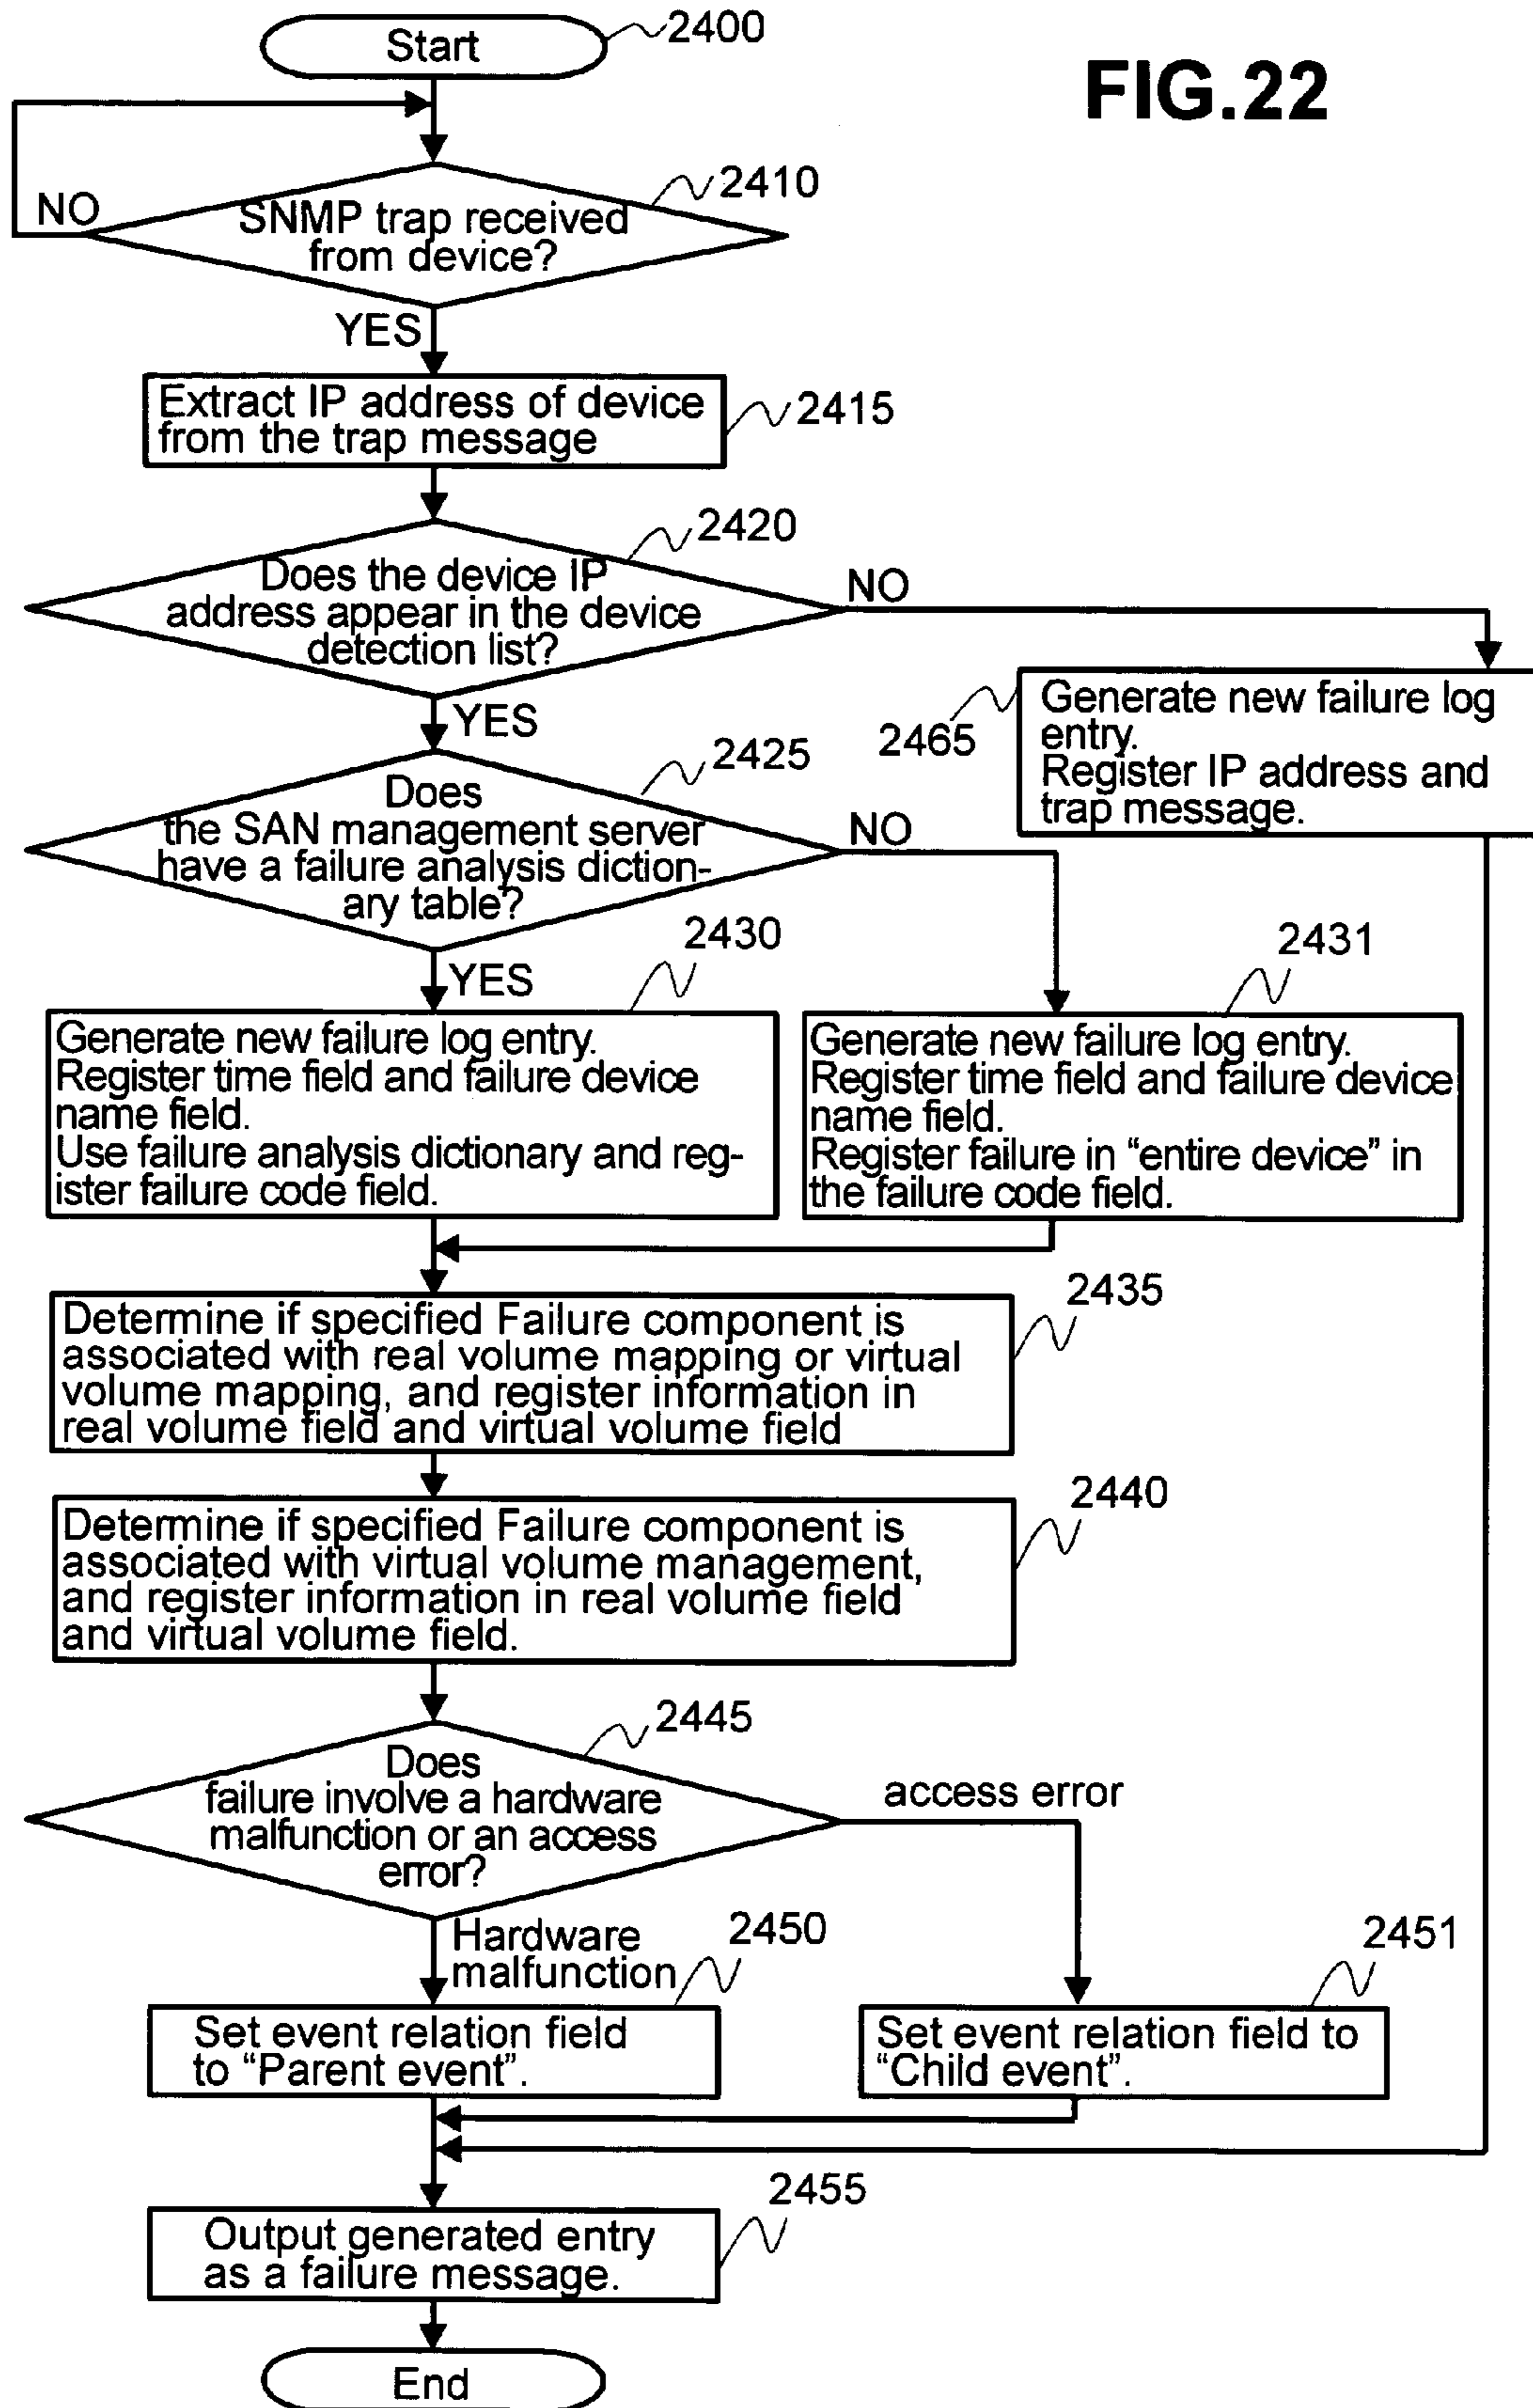 Start
2400
FIG.22
2410
NO
SNMP trap received
from device?
YES
Extract IP address of device
from the trap message
2415
2420
Does the device IP
address appear in the device
detection list?
NO
YES
2465
Generate new failure log
entry.
Register IP address and
trap message.
2425
Does
the SAN management server
have a failure analysis diction-
ary table?
NO
YES
2430
2431
Generate new failure log entry.
Register time field and failure device
name field.
Use failure analysis dictionary and reg-
ister failure code field.
Generate new failure log entry.
Register time field and failure device
name field.
Register failure in “entire device” in
the failure code field.
2435
Determine if specified Failure component is
associated with real volume mapping or virtual
volume mapping, and register information in
real volume field and virtual volume field
2440
Determine if specified Failure component is
associated with virtual volume management,
and register information in real volume field
and virtual volume field.
2445
Does
failure involve a hardware
malfunction or an access
error?
access error
Hardware
malfunction
2450
2451
Set event relation field
to “Parent event”.
Set event relation field to
“Child event”.
2455
Output generated entry
as a failure message.
End